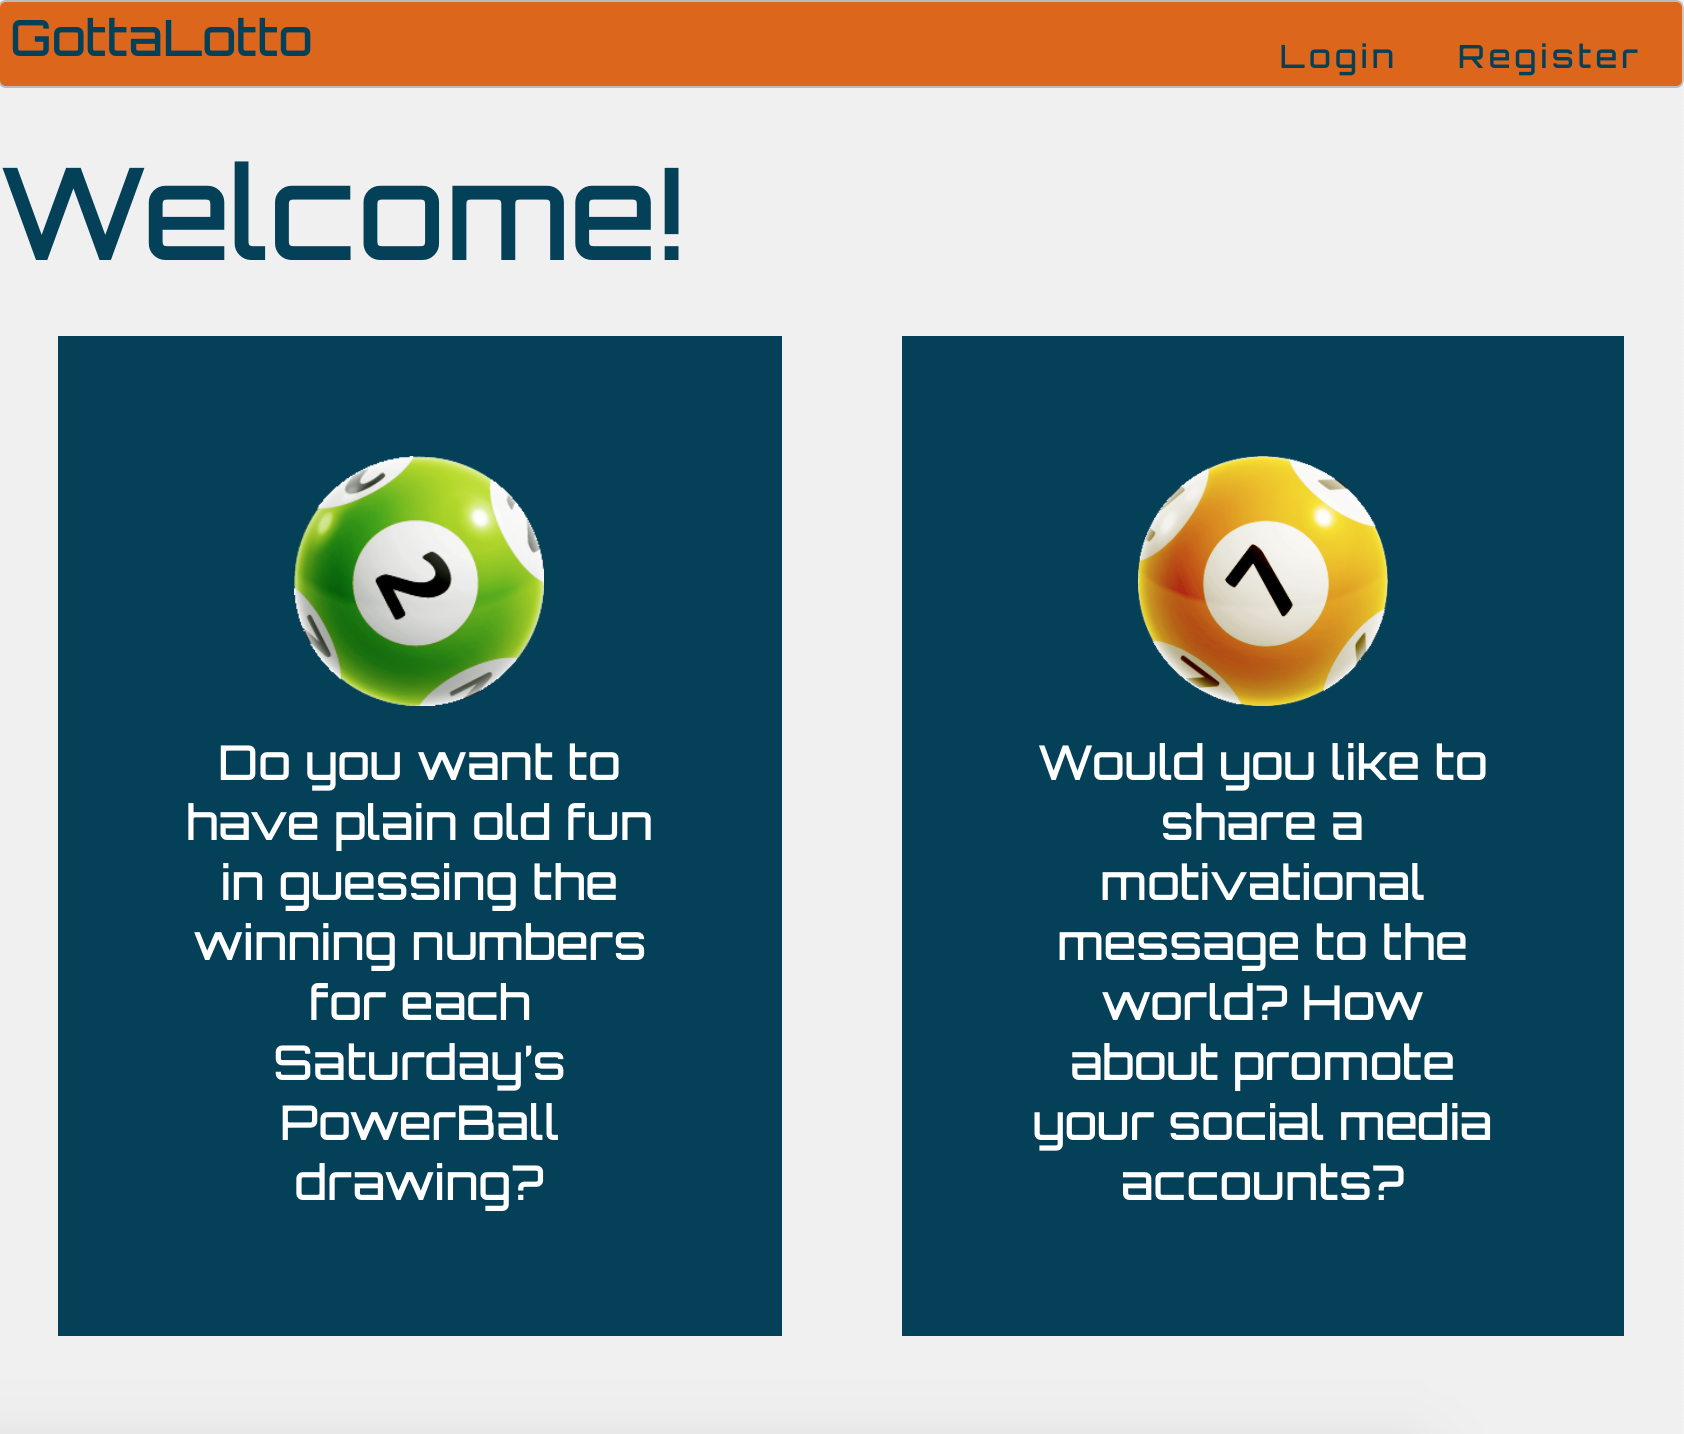 GottaLotto
Login Register
Welcome!
2
Do you want to
have plain old fun
in guessing the
winning numbers
for each
Saturday's
PowerBall
drawing?
7
Would you like to
share a
motivational
message to the
world? How
about promote
your social media
accounts?